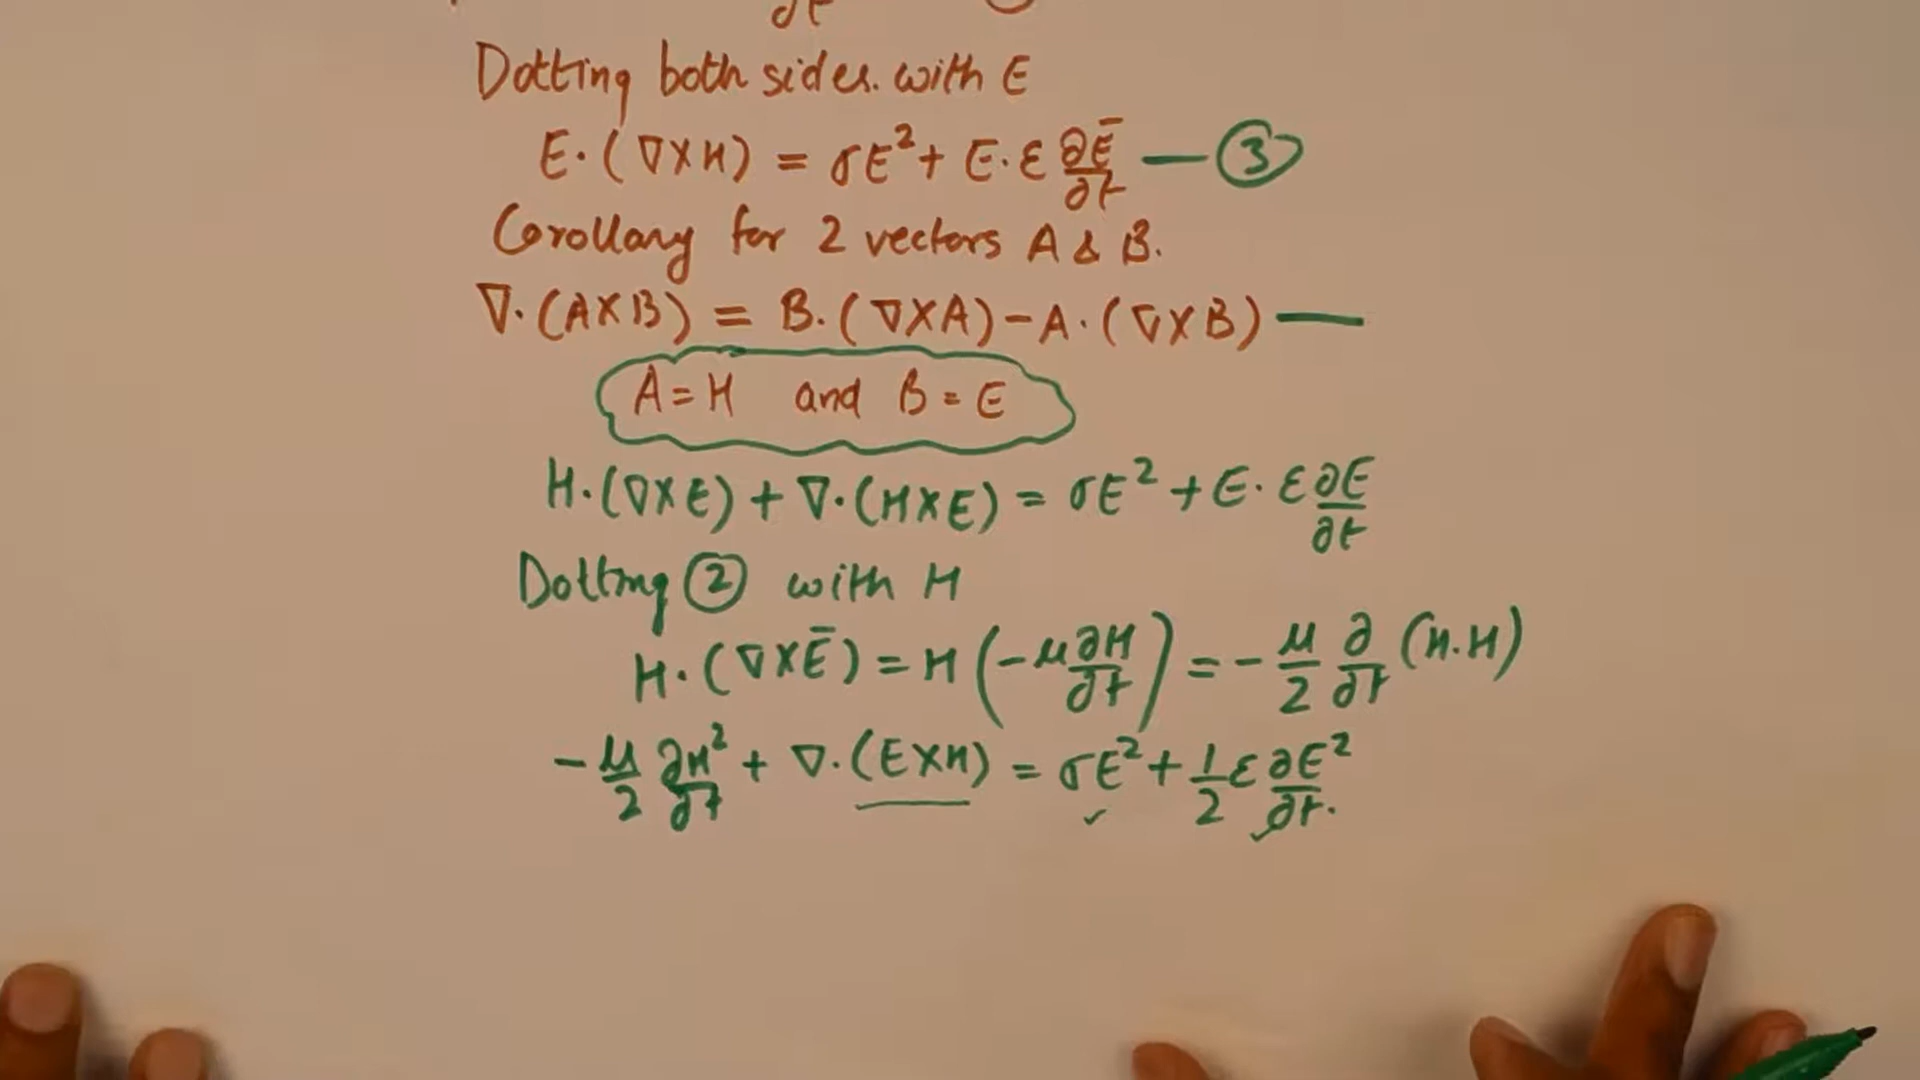 ∂t
Dotting both sides. with E
E·(∇×H) = σE² + E·ε ∂E̅/∂t — ③
Corollary for 2 vectors A & B.
∇·(A×B) = B·(∇×A) - A·(∇×B) —
A = H and B = E
H·(∇×E) + ∇·(H×E) = σE² + E·ε ∂E/∂t
Dotting ② with H
H·(∇×E̅) = H(-μ ∂H/∂t) = - μ/2 ∂/∂t (H.H)
- μ/2 ∂H²/∂t + ∇·(E×H) = σE² + 1/2 ε ∂E²/∂t.